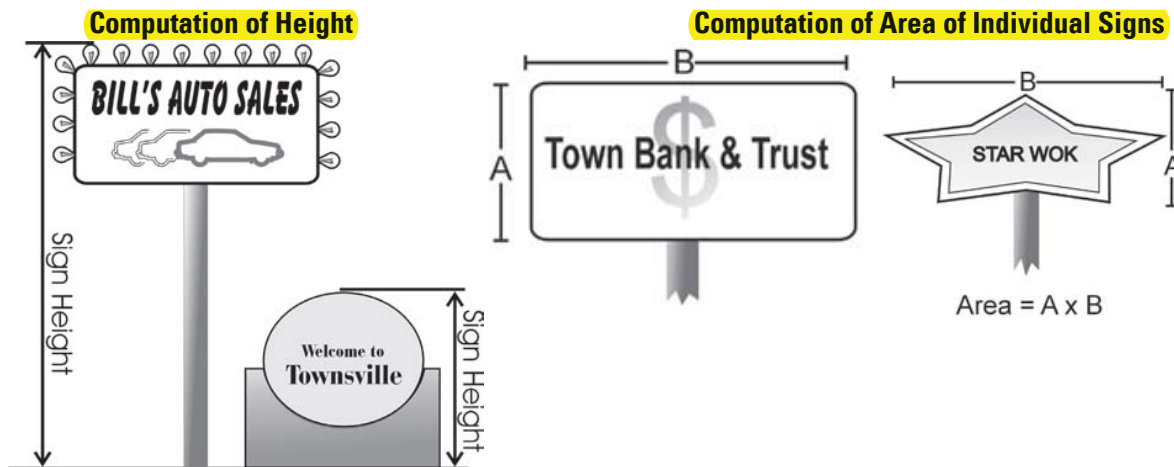 Computation of Height
BILL'S AUTO SALES
Sign Height
Welcome to
Townsville
Sign Height
Computation of Area of Individual Signs
B
A
Town Bank & Trust
$
B
A
STAR WOK
Area = A x B